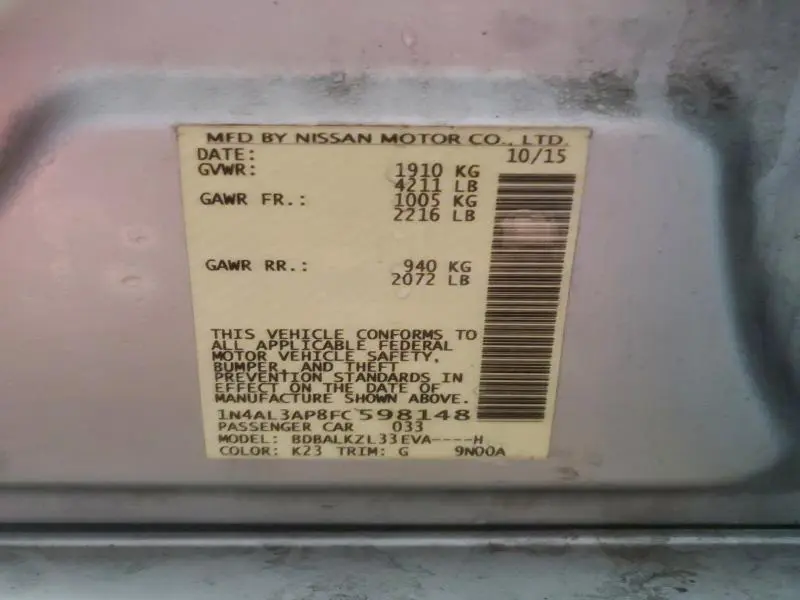 MFD BY NISSAN MOTOR CO., LTD.
DATE: 10/15
GVWR: 1910 KG
4211 LB
GAWR FR.: 1005 KG
2216 LB
GAWR RR.: 940 KG
2072 LB
THIS VEHICLE CONFORMS TO
ALL APPLICABLE FEDERAL
MOTOR VEHICLE SAFETY,
BUMPER, AND THEFT
PREVENTION STANDARDS IN
EFFECT ON THE DATE OF
MANUFACTURE SHOWN ABOVE.
1N4AL3AP8FC598148
PASSENGER CAR 033
MODEL: BDBALKZL33EVA----H
COLOR: K23 TRIM: G 9N00A